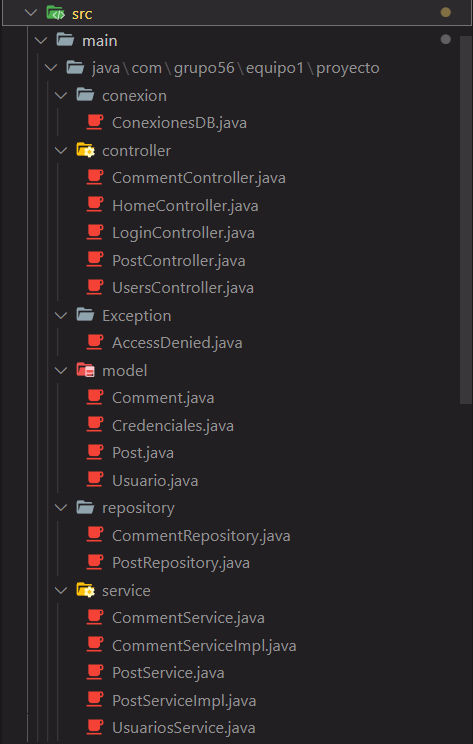 src
main
java\com\grupo56\equipo1\proyecto
conexion
ConexionesDB.java
controller
CommentController.java
HomeController.java
LoginController.java
PostController.java
UsersController.java
Exception
AccessDenied.java
model
Comment.java
Credenciales.java
Post.java
Usuario.java
repository
CommentRepository.java
PostRepository.java
service
CommentService.java
CommentServiceImpl.java
PostService.java
PostServiceImpl.java
UsuariosService.java